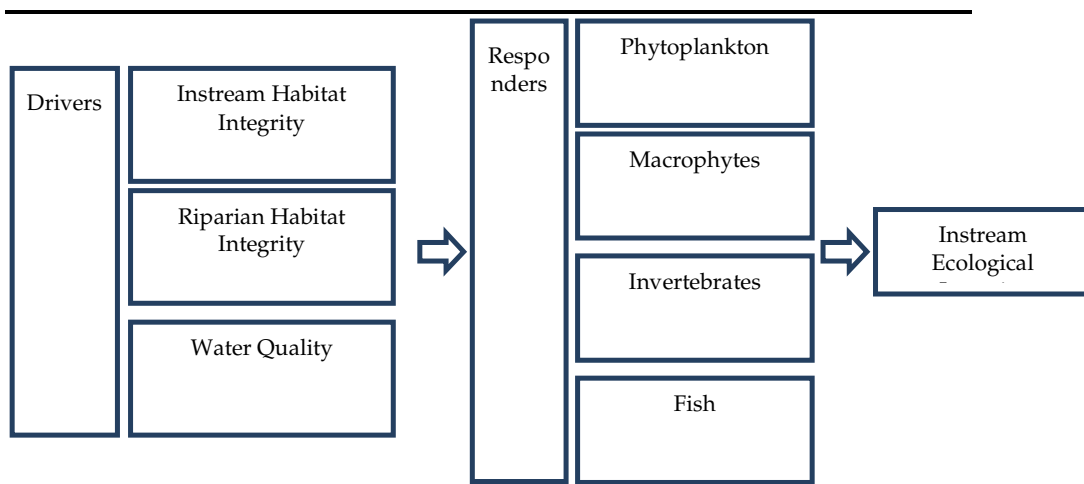 Drivers
Instream Habitat
Integrity
Riparian Habitat
Integrity
Water Quality
Respo
nders
Phytoplankton
Macrophytes
Invertebrates
Fish
Instream
Ecological